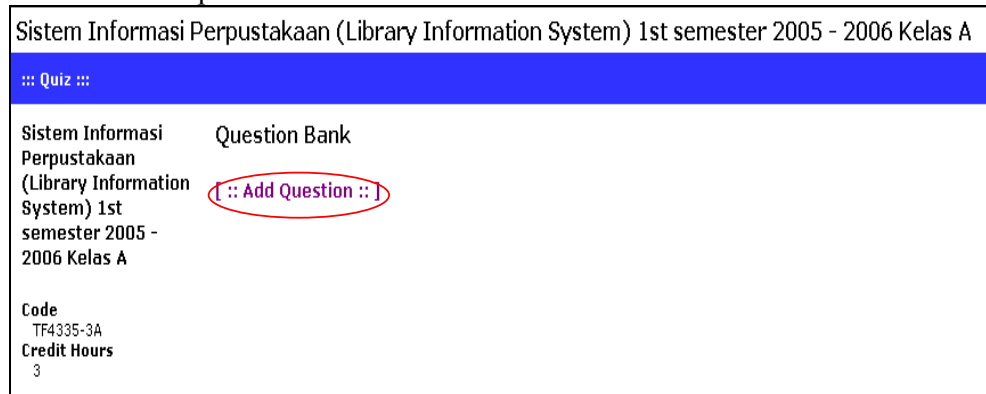 Sistem Informasi Perpustakaan (Library Information System) 1st semester 2005 - 2006 Kelas A
::: Quiz :::
Sistem Informasi
Perpustakaan
(Library Information
System) 1st
semester 2005 -
2006 Kelas A
Question Bank
[ :: Add Question :: ]
Code
TF4335-3A
Credit Hours
3